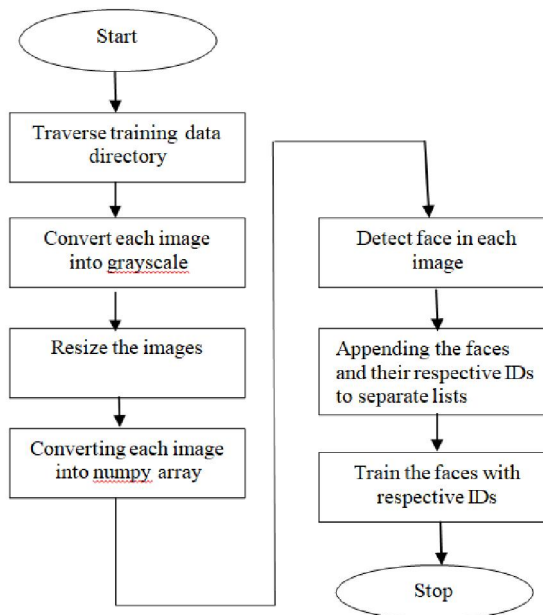 Start
Traverse training data
directory
Convert each image
into grayscale
Resize the images
Converting each image
into numpy array
Detect face in each
image
Appending the faces
and their respective IDs
to separate lists
Train the faces with
respective IDs
Stop